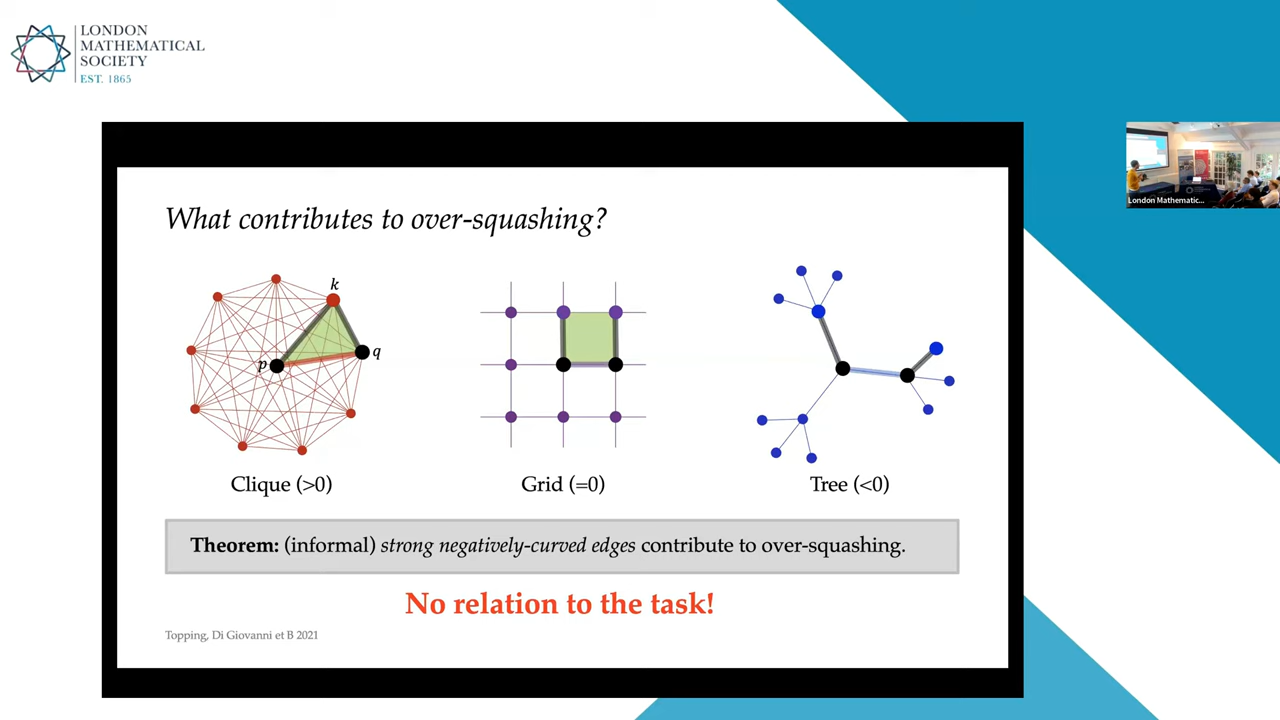 LONDON
MATHEMATICAL
SOCIETY
EST. 1865
London Mathematic...
What contributes to over-squashing?
k
p
q
Clique (>0)
Grid (=0)
Tree (<0)
Theorem: (informal) strong negatively-curved edges contribute to over-squashing.
No relation to the task!
Topping, Di Giovanni et B 2021